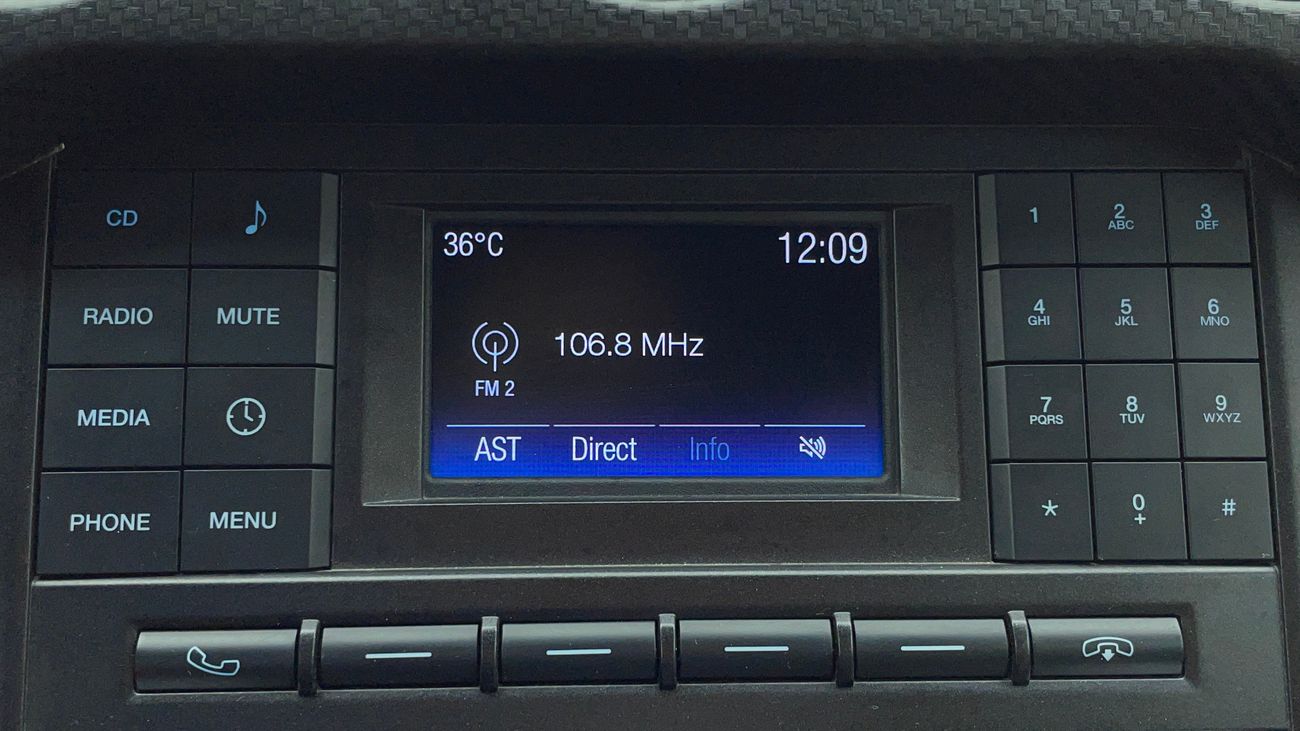 CD
RADIO
MUTE
MEDIA
PHONE
MENU
36°C
12:09
106.8 MHz
FM 2
AST
Direct
Info
1
2
ABC
3
DEF
4
GHI
5
JKL
6
MNO
7
PQRS
8
TUV
9
WXYZ
*
0
+
#